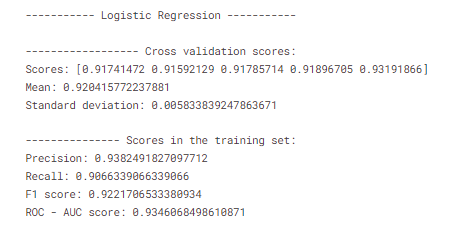 ----------- Logistic Regression -----------
----------------- Cross validation scores:
Scores: [0.91741472 0.91592129 0.91785714 0.91896705 0.93191866]
Mean: 0.920415772237881
Standard deviation: 0.005833839247863671
--------------- Scores in the training set:
Precision: 0.9382491827097712
Recall: 0.9066339066339066
F1 score: 0.9221706533380934
ROC - AUC score: 0.9346068498610871